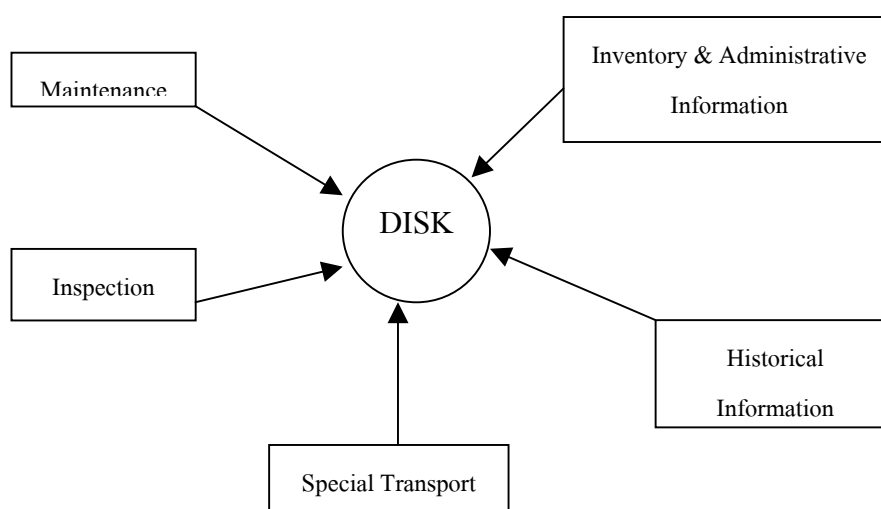 Inventory & Administrative
Information
Maintenance
DISK
Inspection
Historical
Information
Special Transport